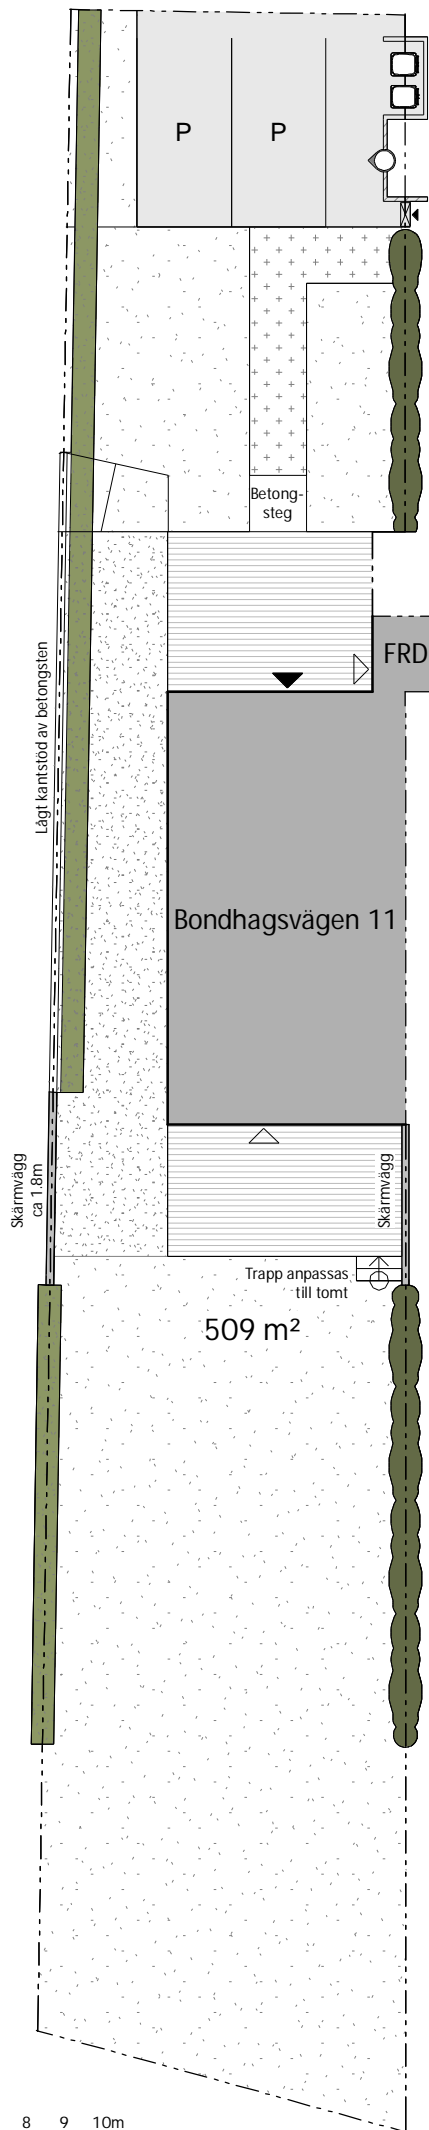 P
P
Betong-
steg
FRD
Lågt kantstöd av betongsten
Bondhagsvägen 11
Skärmvägg
ca 1.8m
Skärmvägg
Trapp anpassas
till tomt
509 m²
8 9 10m